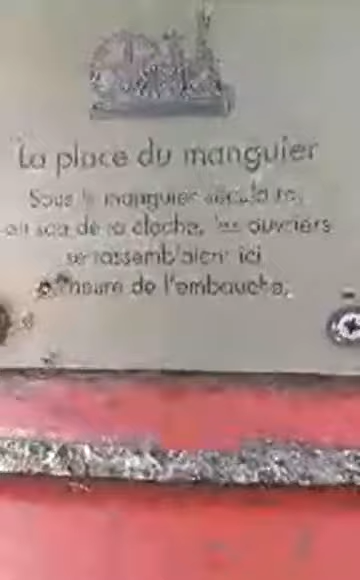 La place du manguier
Sous le manguier séculaire,
au son de la cloche, les ouvriers
se rassemblaient ici
à l'heure de l'embauche.